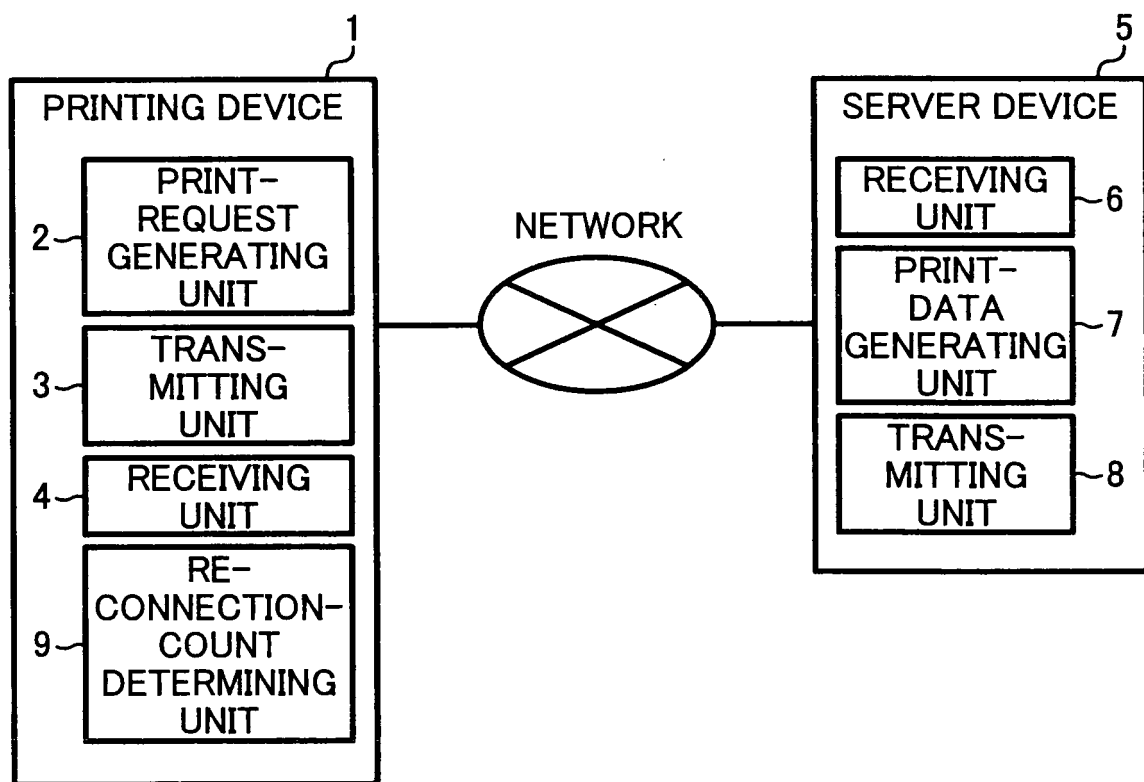 1
PRINTING DEVICE
2
PRINT-
REQUEST
GENERATING
UNIT
3
TRANS-
MITTING
UNIT
4
RECEIVING
UNIT
9
RE-
CONNECTION-
COUNT
DETERMINING
UNIT
NETWORK
5
SERVER DEVICE
RECEIVING
UNIT
6
PRINT-
DATA
GENERATING
UNIT
7
TRANS-
MITTING
UNIT
8